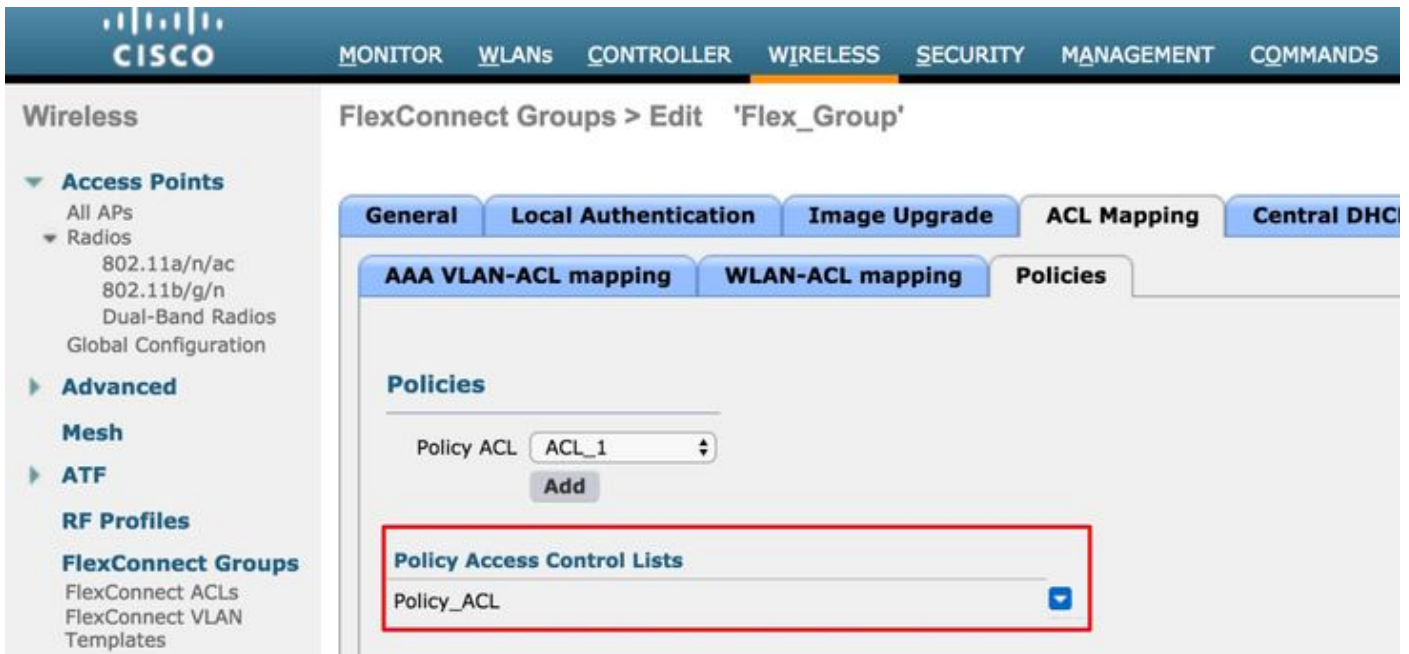 CISCO
MONITOR WLANs CONTROLLER WIRELESS SECURITY MANAGEMENT COMMANDS
Wireless
Access Points
All APs
Radios
802.11a/n/ac
802.11b/g/n
Dual-Band Radios
Global Configuration
Advanced
Mesh
ATF
RF Profiles
FlexConnect Groups
FlexConnect ACLs
FlexConnect VLAN
Templates
FlexConnect Groups > Edit 'Flex_Group'
General Local Authentication Image Upgrade ACL Mapping Central DHC
AAA VLAN-ACL mapping WLAN-ACL mapping Policies
Policies
Policy ACL ACL_1
Add
Policy Access Control Lists
Policy_ACL